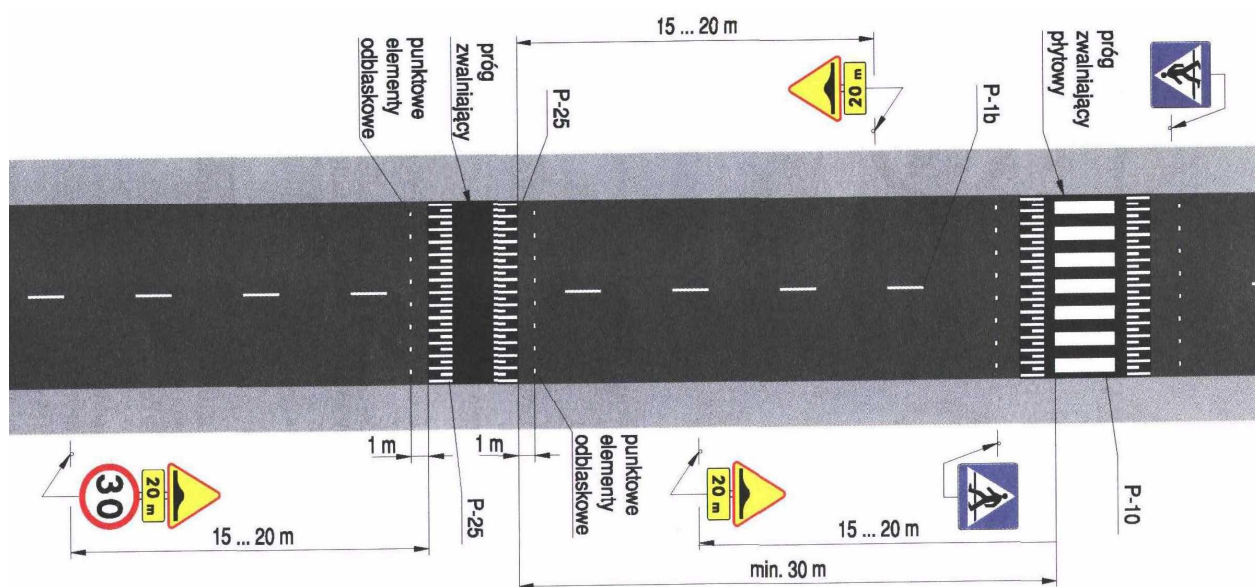 15 ... 20 m
punktowe
elementy
odblaskowe
próg
zwalniający
P-25
20 m
P-1b
próg
zwalniający
płytowy
1 m
1 m
30
20 m
15 ... 20 m
P-25
punktowe
elementy
odblaskowe
20 m
15 ... 20 m
P-10
min. 30 m